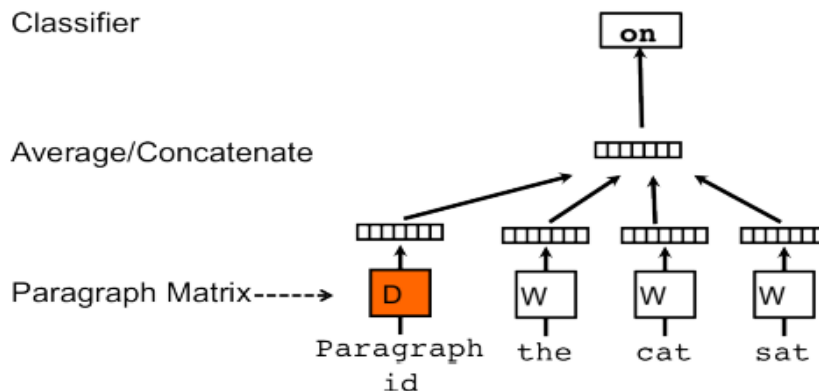 Classifier
on
Average/Concatenate
Paragraph Matrix
D
W
W
W
Paragraph
id
the
cat
sat